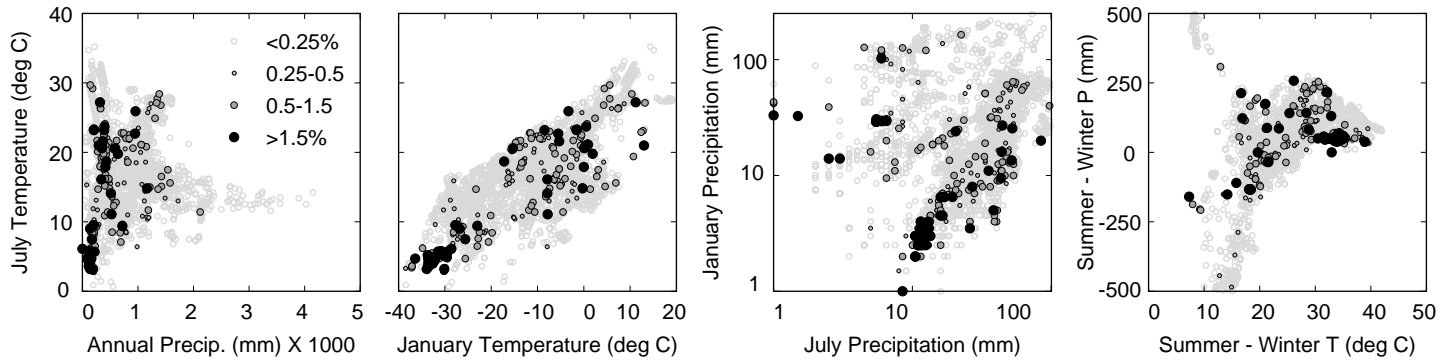 July Temperature (deg C)
40
30
20
10
0
<0.25%
0.25-0.5
0.5-1.5
>1.5%
0 1 2 3 4 5
Annual Precip. (mm) X 1000
-40 -30 -20 -10 0 10 20
January Temperature (deg C)
January Precipitation (mm)
100
10
1
1 10 100
July Precipitation (mm)
Summer - Winter P (mm)
500
250
0
-250
-500
0 10 20 30 40 50
Summer - Winter T (deg C)